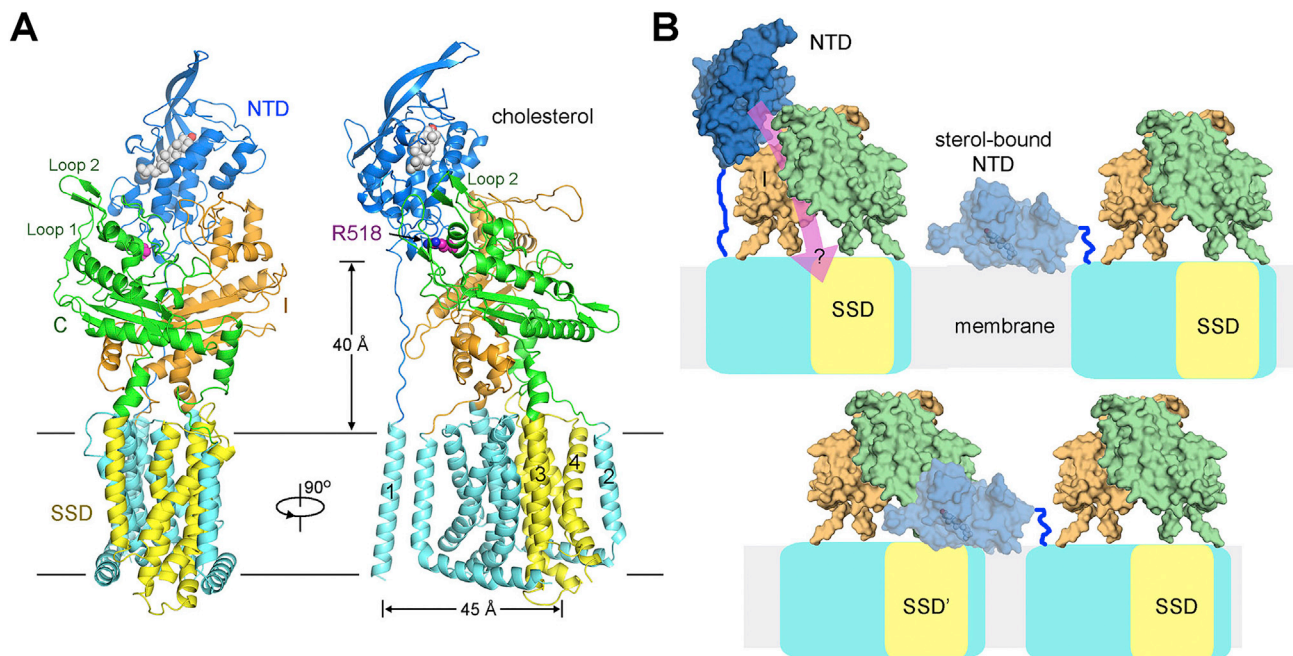 A
NTD
Loop 2
Loop 1
C
I
SSD
90º
cholesterol
Loop 2
R518
40 Å
1
3
4
2
45 Å
B
NTD
I
?
SSD
sterol-bound
NTD
membrane
SSD
SSD'
SSD